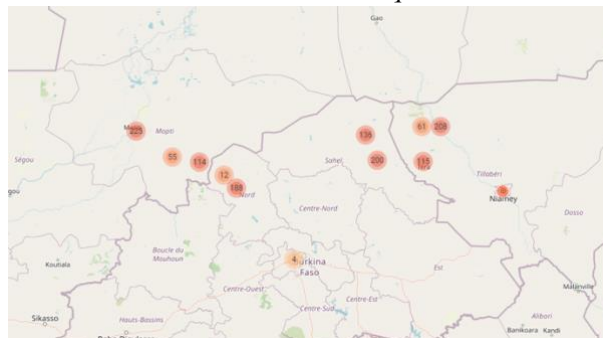 Gao
Mopti
225
136
61
208
Ségou
55
114
Sahel
200
115
12
188
Nord
Tillabéri
Niamey
Dosso
Centre-Nord
Boucle du
Mouhoun
4
Burkina
Faso
Est
Koutiala
Centre-Ouest
Centre-Est
Malanville
Sikasso
Hauts-Bassins
Centre-Sud
Alibori
Banikoara
Kandi